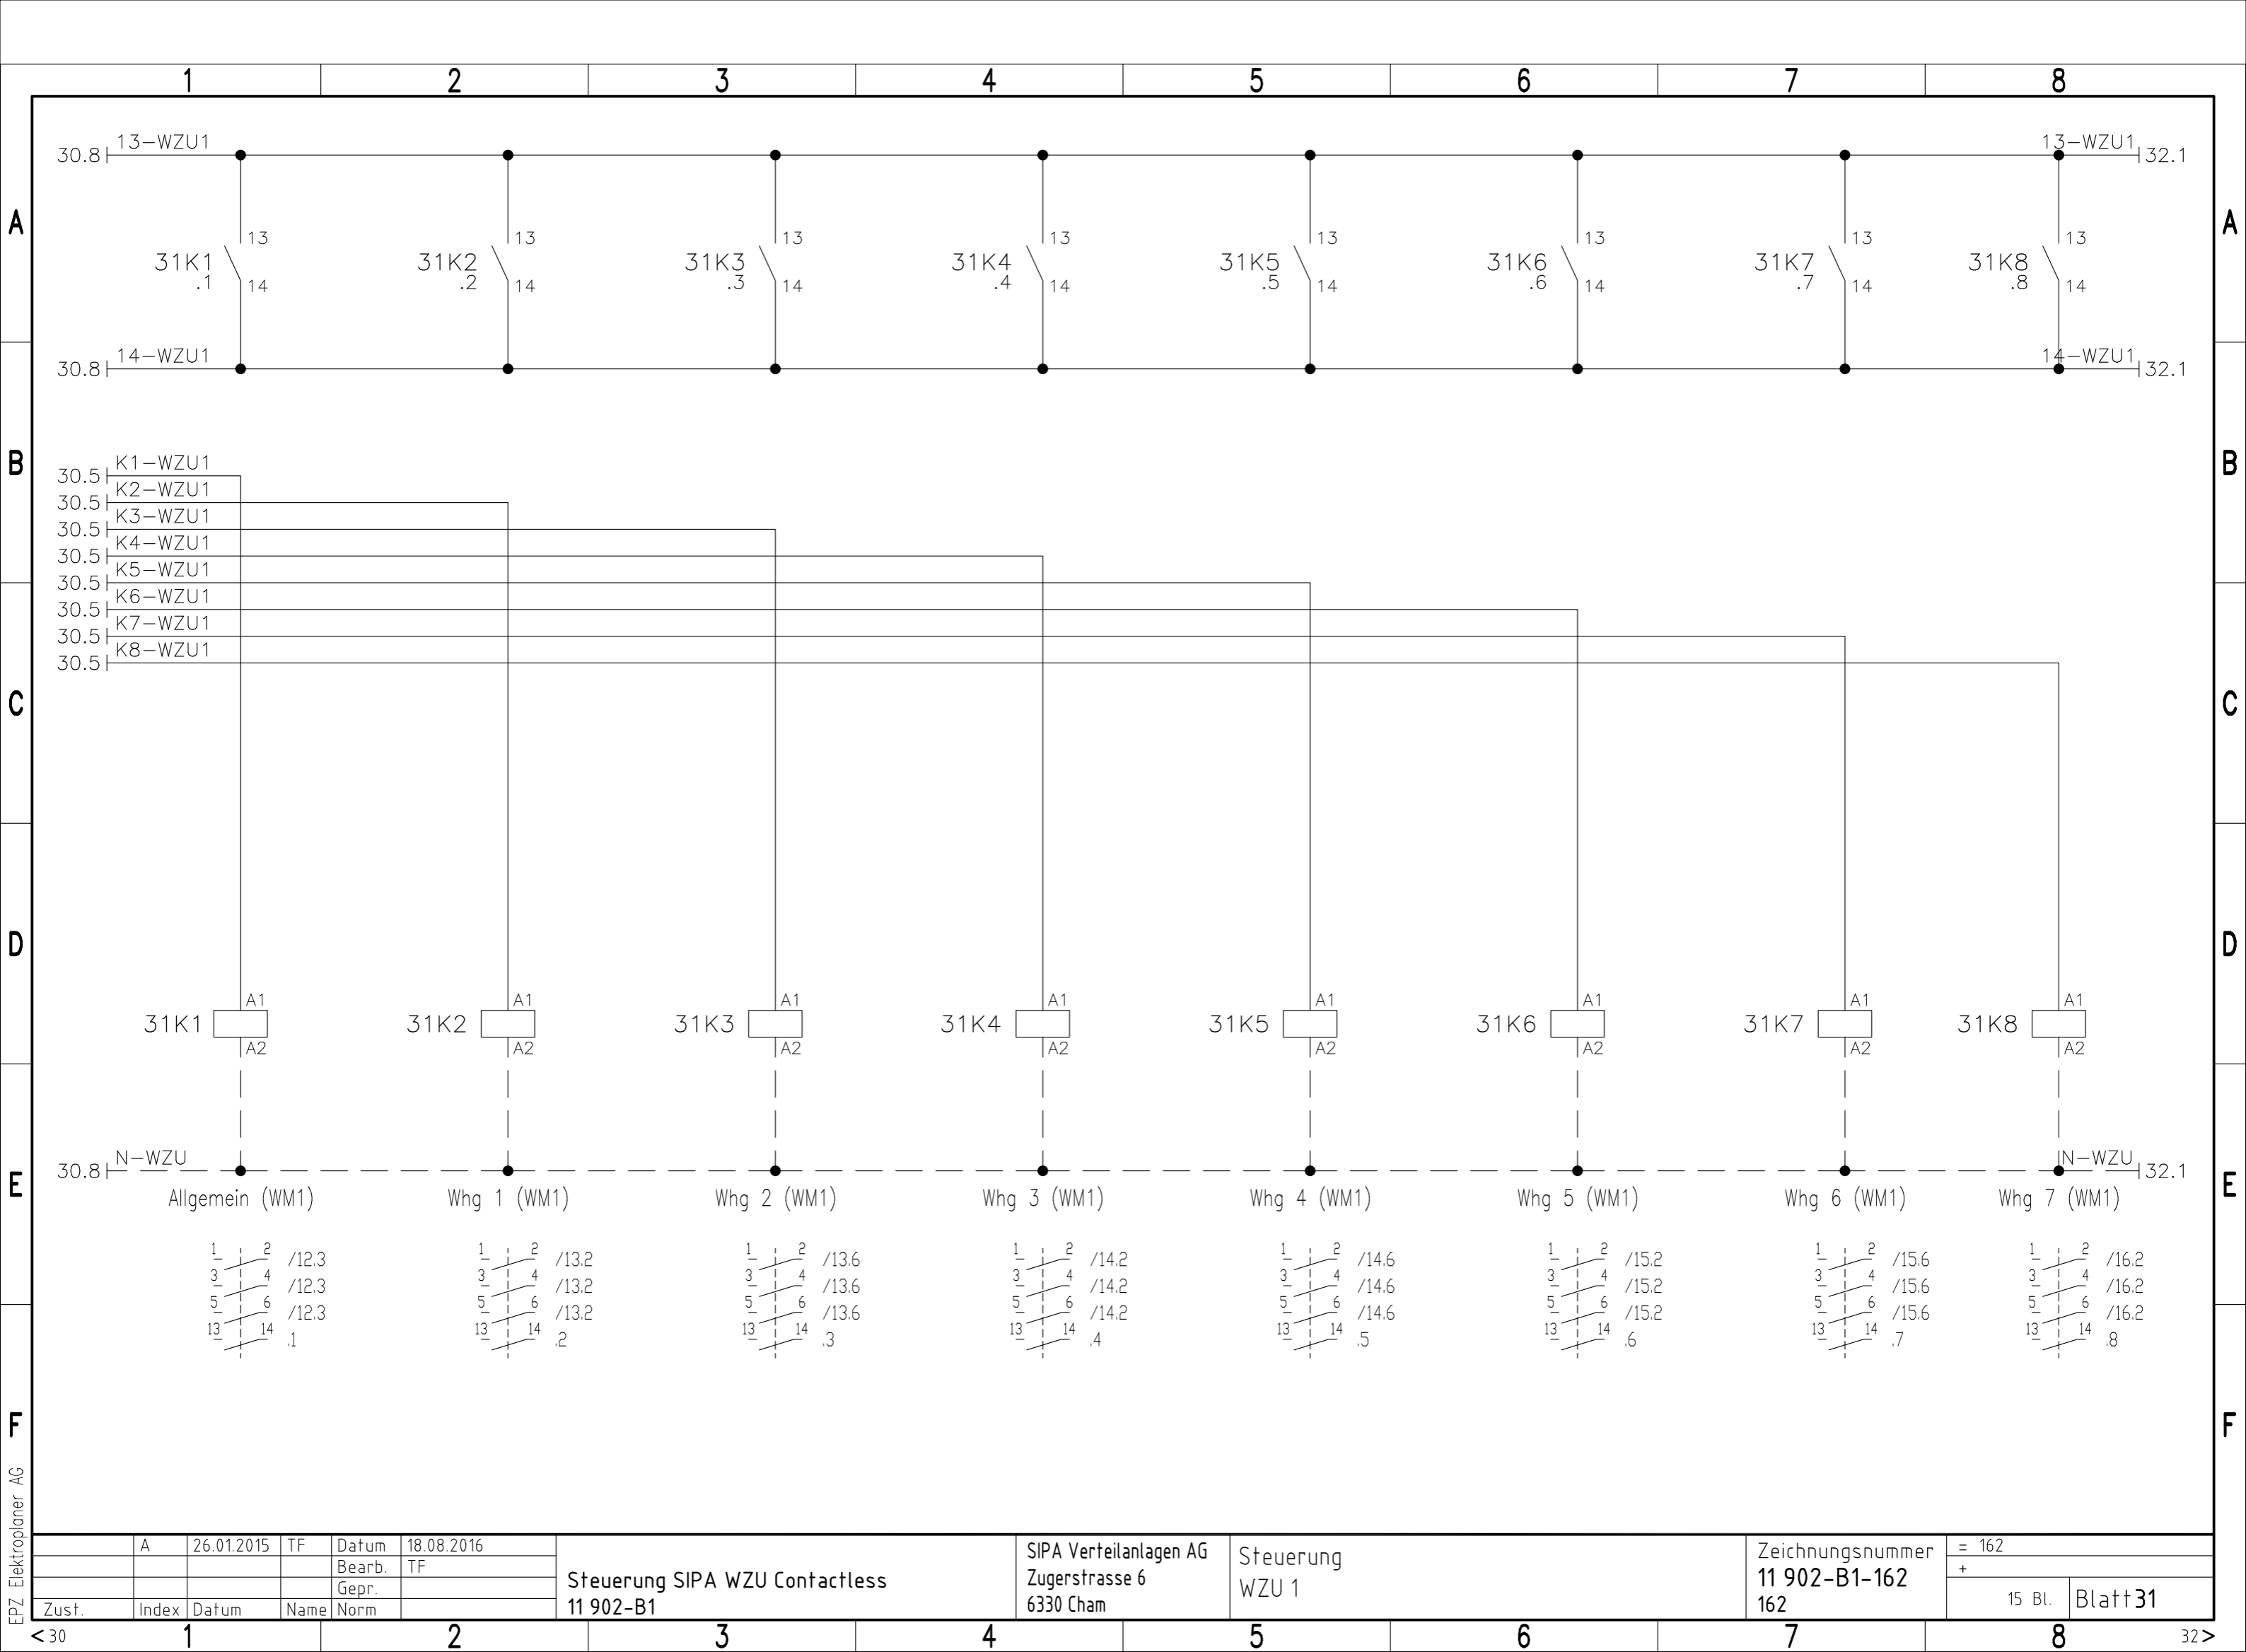 1 2 3 4 5 6 7 8
30.8 13-WZU1 13-WZU1 32.1
A A
13 13 13 13 13 13 13 13
31K1 31K2 31K3 31K4 31K5 31K6 31K7 31K8
.1 14 .2 14 .3 14 .4 14 .5 14 .6 14 .7 14 .8 14
30.8 14-WZU1 14-WZU1 32.1
B B
30.5 K1-WZU1
30.5 K2-WZU1
30.5 K3-WZU1
30.5 K4-WZU1
30.5 K5-WZU1
30.5 K6-WZU1
30.5 K7-WZU1
30.5 K8-WZU1
C C
D D
A1 A1 A1 A1 A1 A1 A1 A1
31K1 31K2 31K3 31K4 31K5 31K6 31K7 31K8
A2 A2 A2 A2 A2 A2 A2 A2
30.8 N-WZU N-WZU 32.1
E E
Allgemein (WM1) Whg 1 (WM1) Whg 2 (WM1) Whg 3 (WM1) Whg 4 (WM1) Whg 5 (WM1) Whg 6 (WM1) Whg 7 (WM1)
1 2 /12.3 1 2 /13.2 1 2 /13.6 1 2 /14.2 1 2 /14.6 1 2 /15.2 1 2 /15.6 1 2 /16.2
3 4 /12.3 3 4 /13.2 3 4 /13.6 3 4 /14.2 3 4 /14.6 3 4 /15.2 3 4 /15.6 3 4 /16.2
5 6 /12.3 5 6 /13.2 5 6 /13.6 5 6 /14.2 5 6 /14.6 5 6 /15.2 5 6 /15.6 5 6 /16.2
13 14 .1 13 14 .2 13 14 .3 13 14 .4 13 14 .5 13 14 .6 13 14 .7 13 14 .8
F F
EPZ Elektroplaner AG
A 26.01.2015 TF Datum 18.08.2016
Bearb. TF
Gepr.
Zust. Index Datum Name Norm
Steuerung SIPA WZU Contactless
11 902-B1
SIPA Verteilanlagen AG
Zugerstrasse 6
6330 Cham
Steuerung
WZU 1
Zeichnungsnummer
11 902-B1-162
162
= 162
+
15 Bl. Blatt 31
<30 1 2 3 4 5 6 7 8 32>